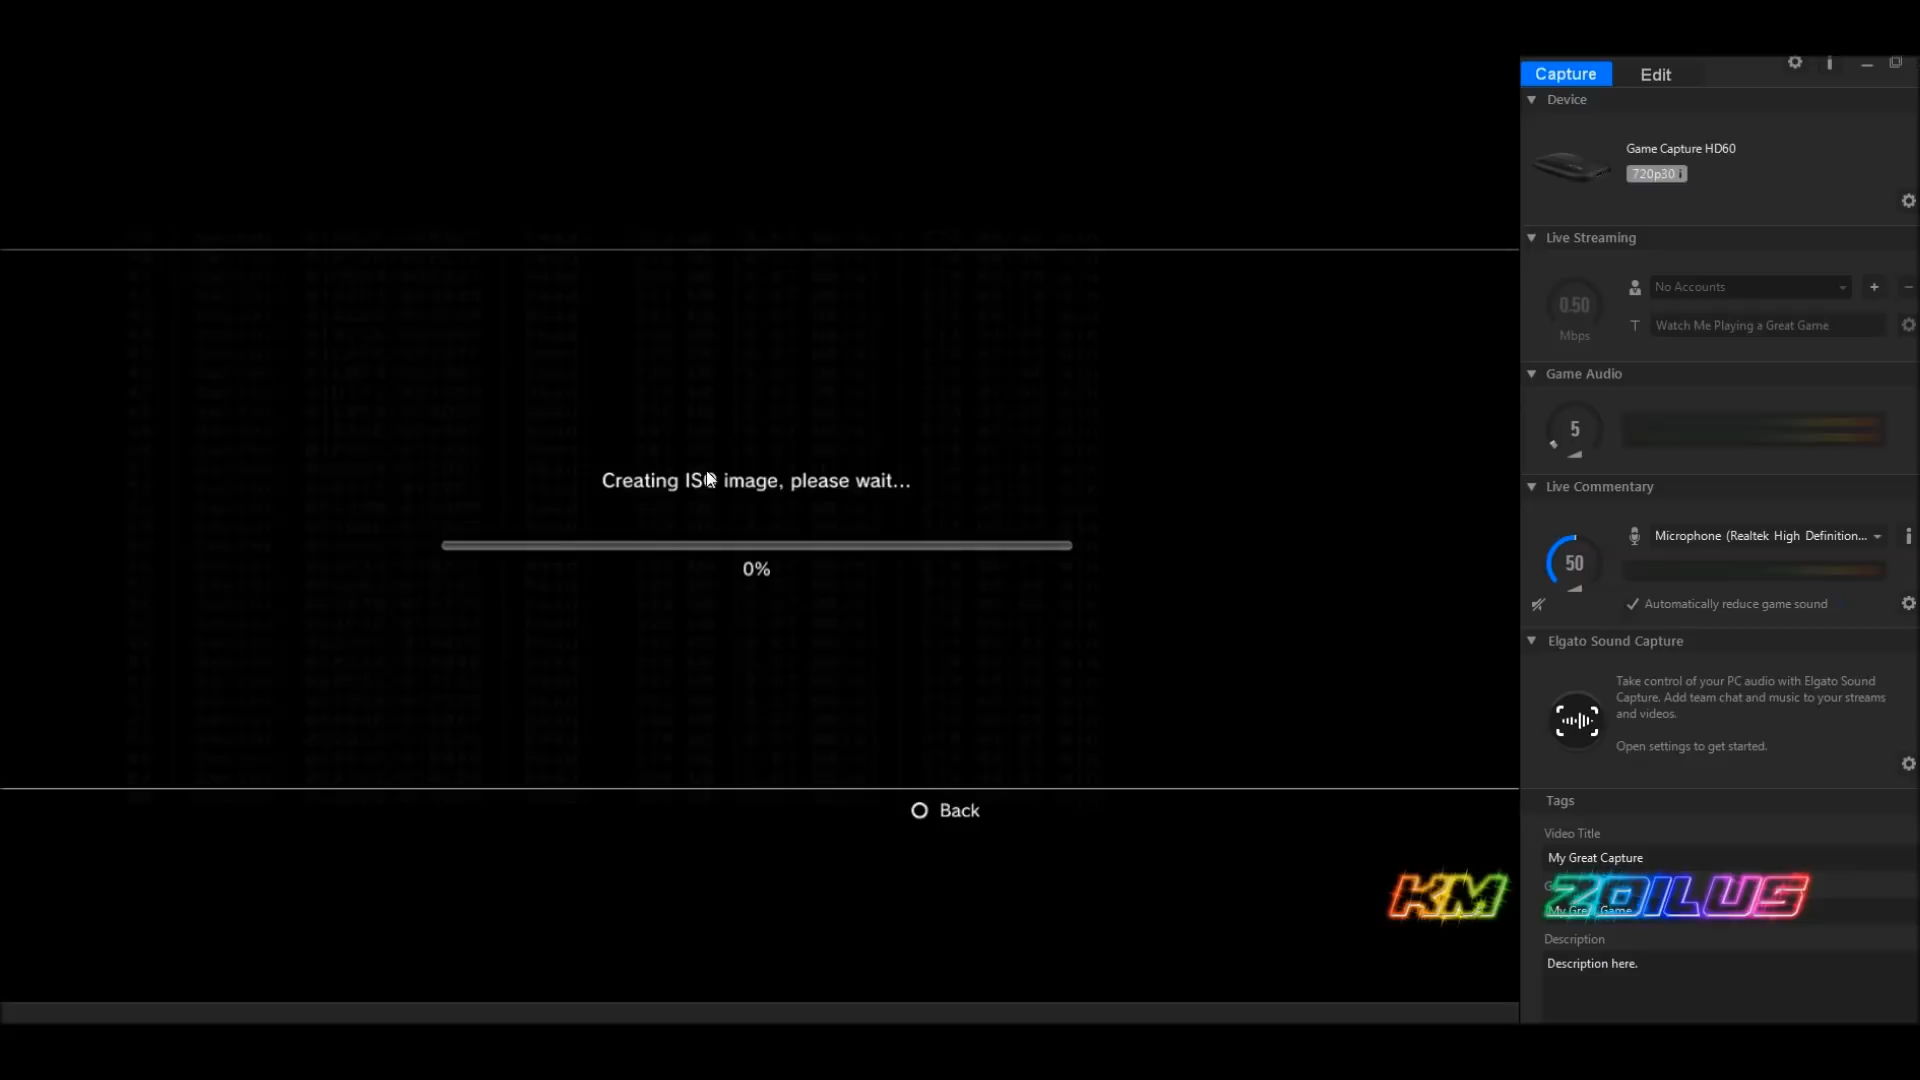 Capture Edit
Device
Game Capture HD60
720p30
Live Streaming
0.50
Mbps
No Accounts
T Watch Me Playing a Great Game
Game Audio
5
Live Commentary
50
Microphone (Realtek High Definition...
Automatically reduce game sound
Elgato Sound Capture
Take control of your PC audio with Elgato Sound
Capture. Add team chat and music to your streams
and videos.
Open settings to get started.
Creating ISO image, please wait...
0%
Back
Tags
Video Title
My Great Capture
KM ZOILUS
My Great Game
Description
Description here.